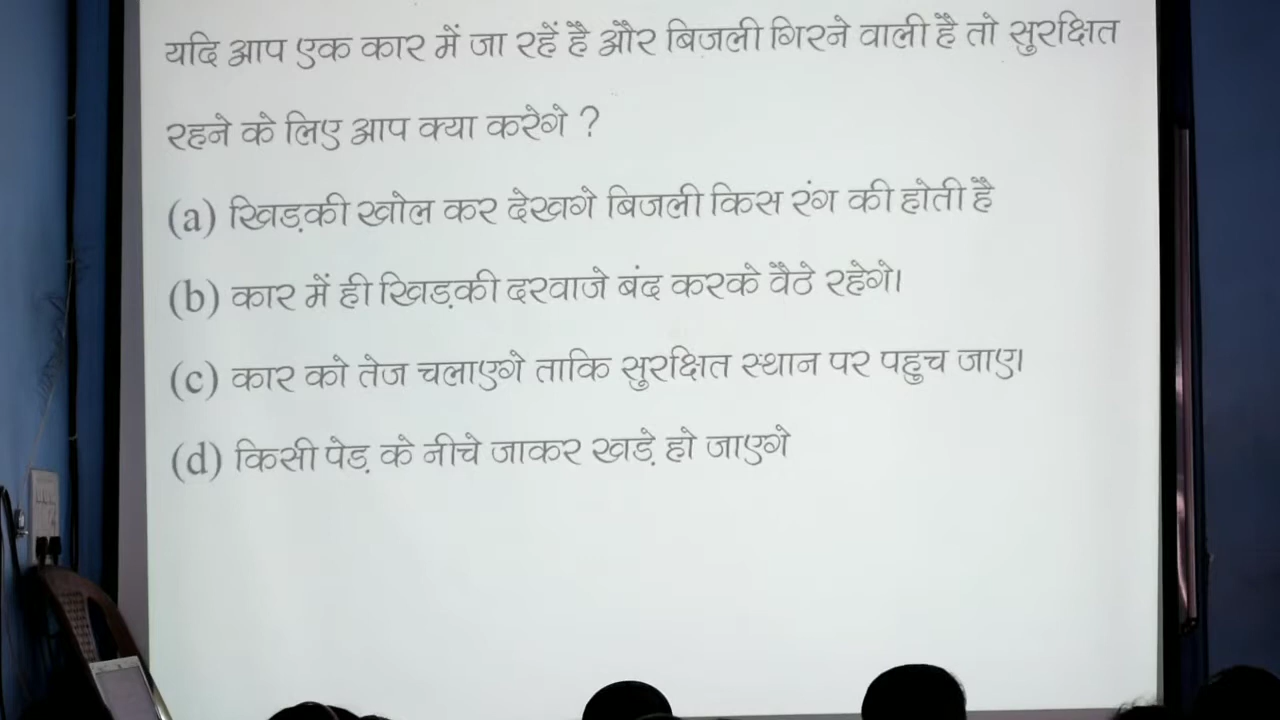 यदि आप एक कार में जा रहें है और बिजली गिरने वाली है तो सुरक्षित
रहने के लिए आप क्या करेगे ?
(a) खिड़की खोल कर देखगे बिजली किस रंग की होती है
(b) कार में ही खिड़की दरवाजे बंद करके वैठे रहेगे।
(c) कार को तेज चलाएगे ताकि सुरक्षित स्थान पर पहुच जाए।
(d) किसी पेड़ के नीचे जाकर खडे़ हो जाएगे